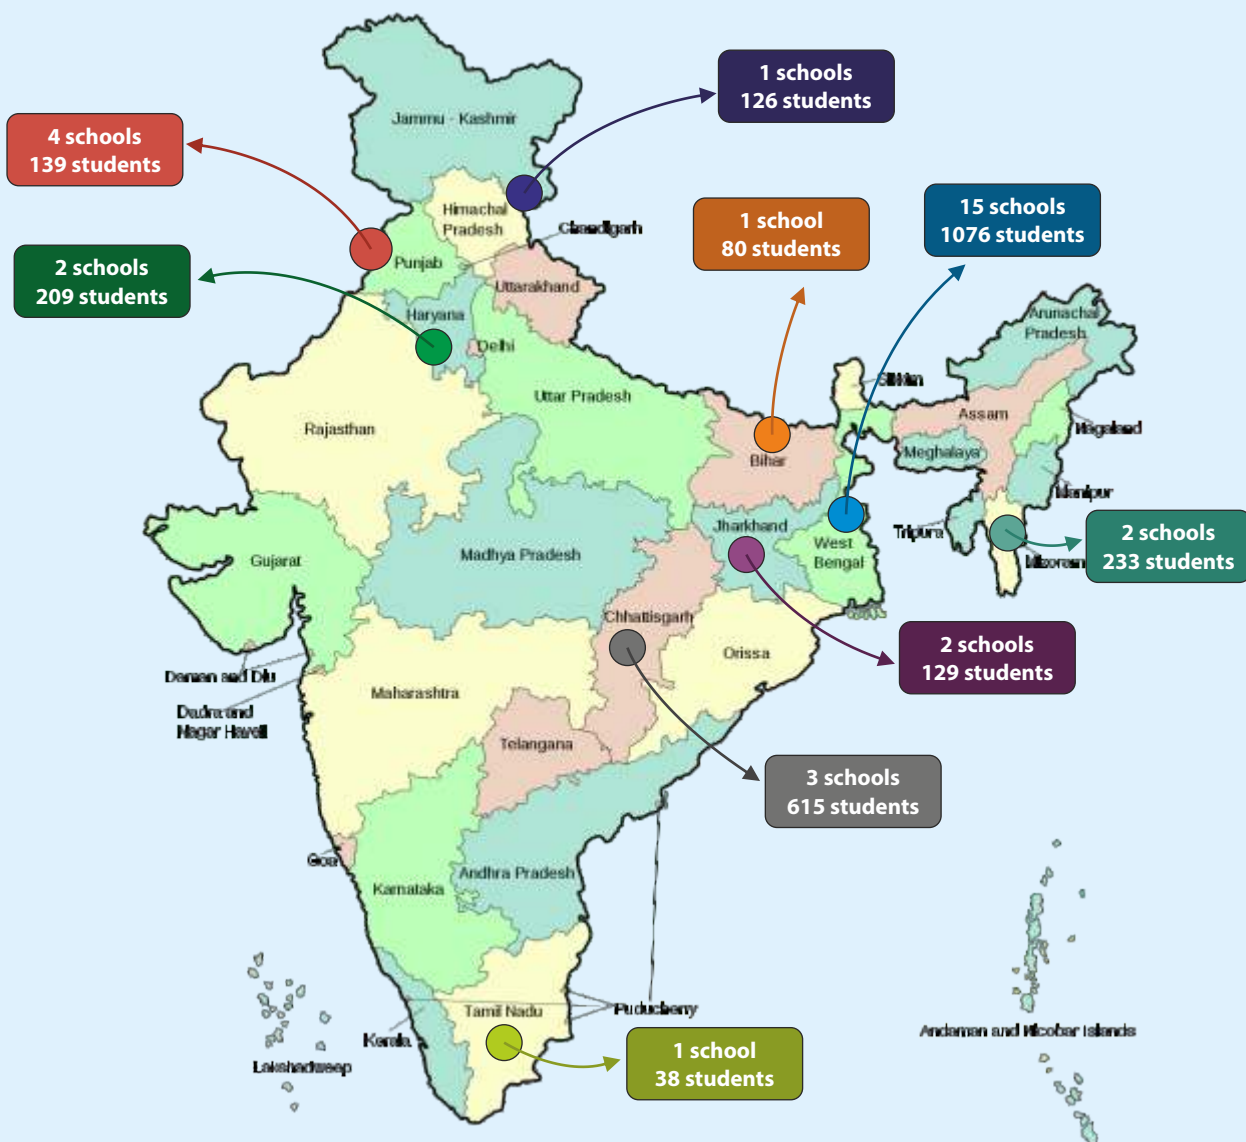 1 schools
126 students
Jammu - Kashmir
4 schools
139 students
Himachal
Pradesh
Chandigarh
1 school
80 students
15 schools
1076 students
Punjab
2 schools
209 students
Uttarakhand
Haryana
Delhi
Arunachal
Pradesh
Sikkim
Uttar Pradesh
Assam
Rajasthan
Nagaland
Meghalaya
Bihar
Manipur
Jharkhand
Tripura
West
Bengal
2 schools
233 students
Mizoram
Madhya Pradesh
Gujarat
Chhattisgarh
2 schools
129 students
Orissa
Daman and Diu
Maharashtra
Dadra and
Nagar Haveli
Telangana
3 schools
615 students
Goa
Andhra Pradesh
Karnataka
Puducherry
Tamil Nadu
Andaman and Nicobar Islands
Kerala
Lakshadweep
1 school
38 students